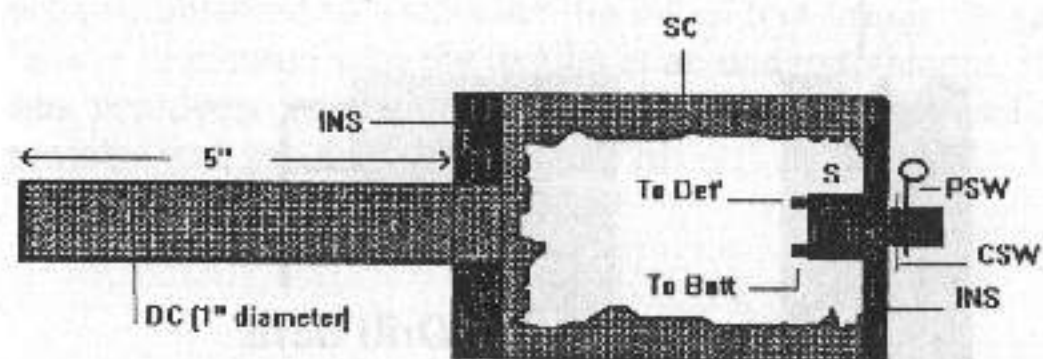 SC
INS
5"
S
To Det'
PSW
CSW
To Batt
INS
DC (1" diameter)